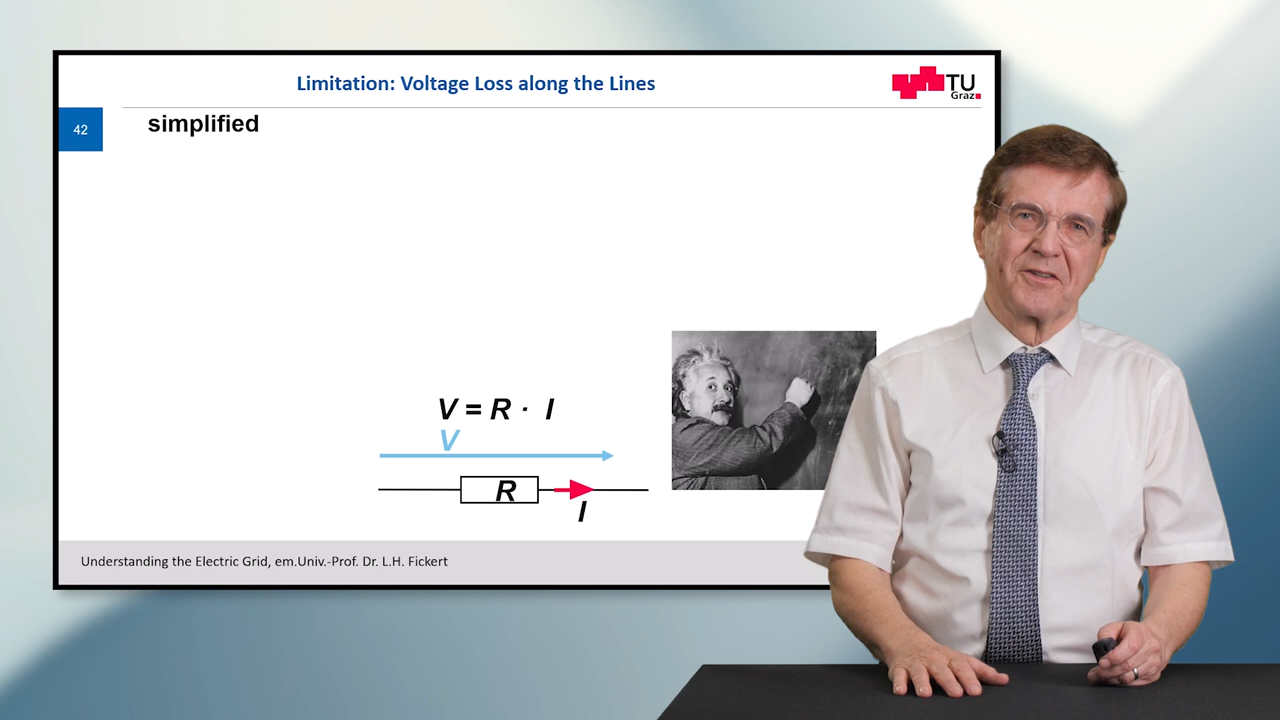 Limitation: Voltage Loss along the Lines
TU
Graz
42
simplified
V = R · I
V
R
I
Understanding the Electric Grid, em.Univ.-Prof. Dr. L.H. Fickert